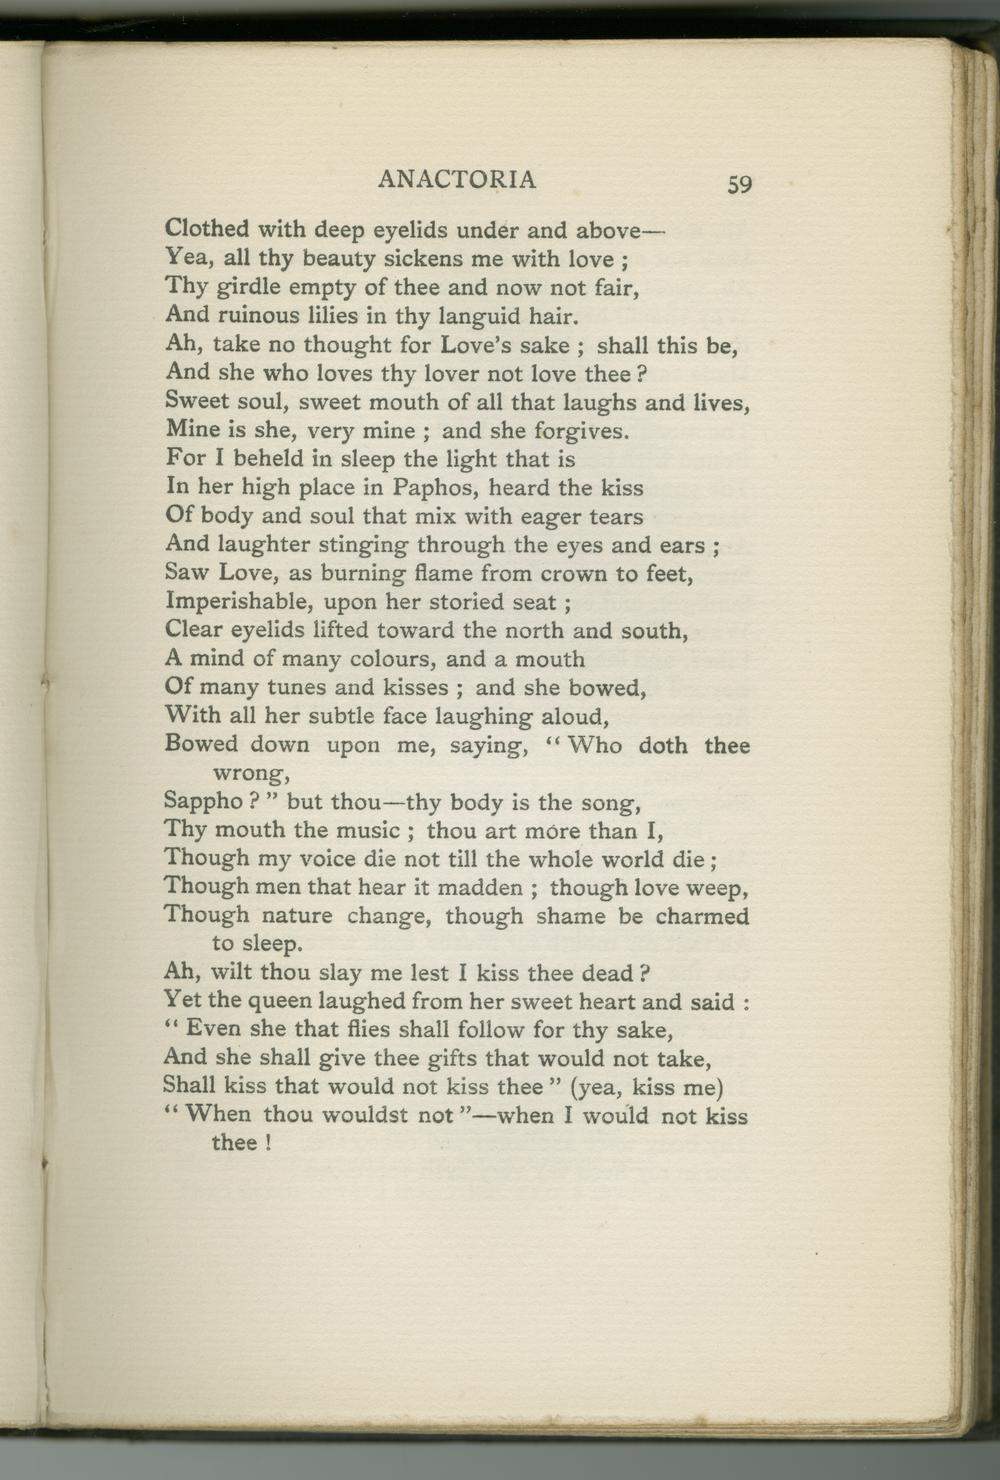 ANACTORIA 59
Clothed with deep eyelids under and above—
Yea, all thy beauty sickens me with love ;
Thy girdle empty of thee and now not fair,
And ruinous lilies in thy languid hair.
Ah, take no thought for Love’s sake ; shall this be,
And she who loves thy lover not love thee ?
Sweet soul, sweet mouth of all that laughs and lives,
Mine is she, very mine ; and she forgives.
For I beheld in sleep the light that is
In her high place in Paphos, heard the kiss
Of body and soul that mix with eager tears
And laughter stinging through the eyes and ears ;
Saw Love, as burning flame from crown to feet,
Imperishable, upon her storied seat ;
Clear eyelids lifted toward the north and south,
A mind of many colours, and a mouth
Of many tunes and kisses ; and she bowed,
With all her subtle face laughing aloud,
Bowed down upon me, saying, “ Who doth thee
wrong,
Sappho ? ” but thou—thy body is the song,
Thy mouth the music ; thou art more than I,
Though my voice die not till the whole world die ;
Though men that hear it madden ; though love weep,
Though nature change, though shame be charmed
to sleep.
Ah, wilt thou slay me lest I kiss thee dead ?
Yet the queen laughed from her sweet heart and said :
“ Even she that flies shall follow for thy sake,
And she shall give thee gifts that would not take,
Shall kiss that would not kiss thee ” (yea, kiss me)
“ When thou wouldst not ”—when I would not kiss
thee !